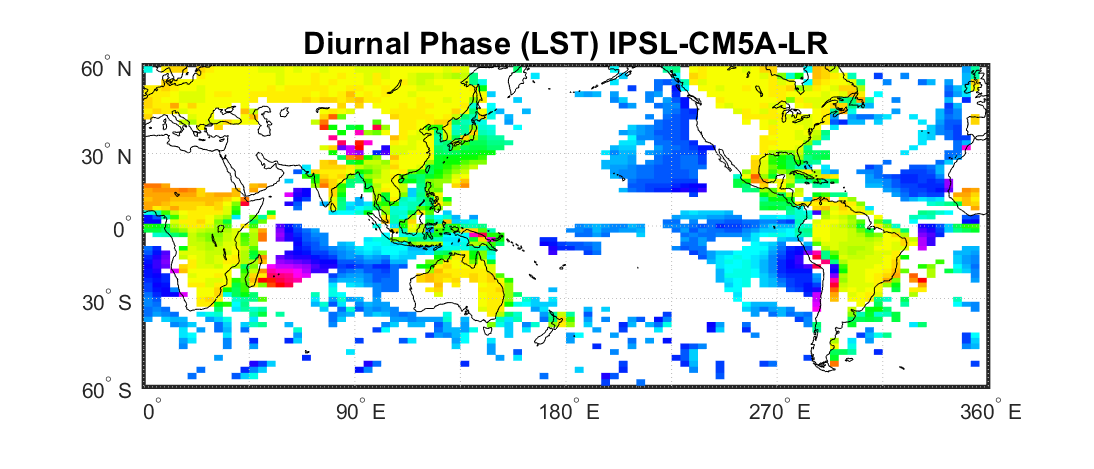 Diurnal Phase (LST) IPSL-CM5A-LR
60° N
30° N
0°
30° S
60° S
0° 90° E 180° E 270° E 360° E